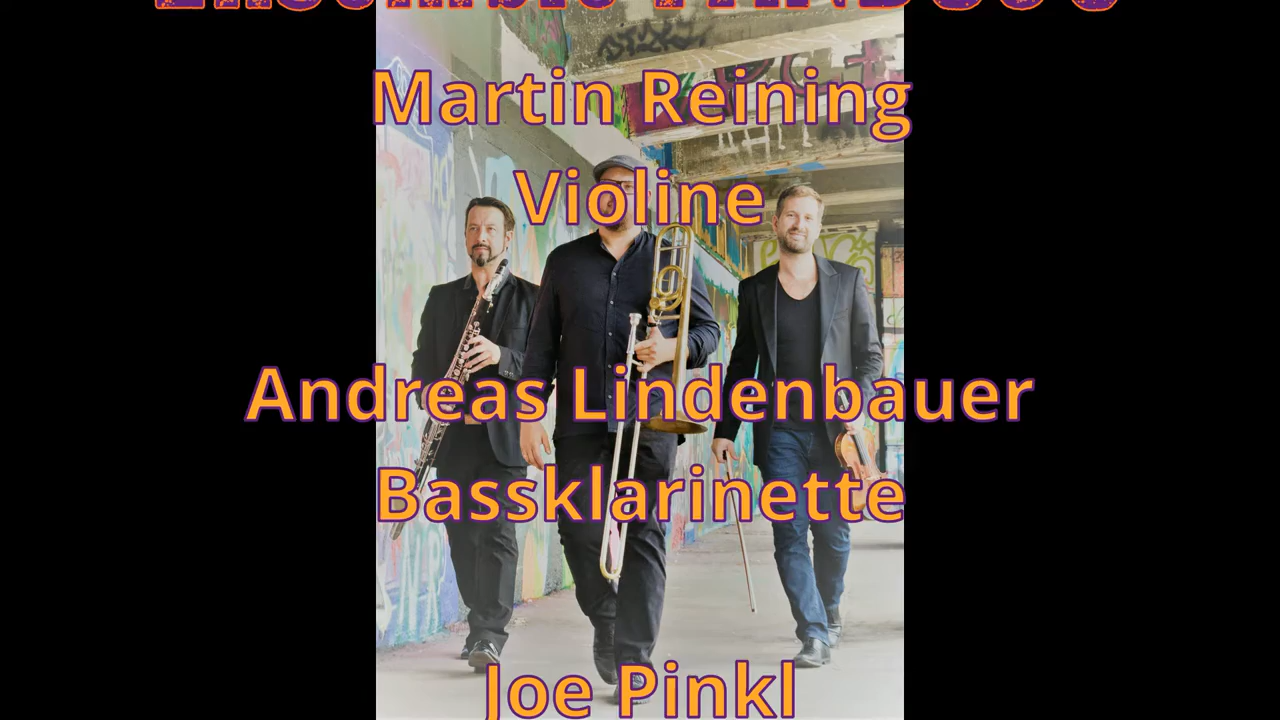 Martin Reining
Violine
Andreas Lindenbauer
Bassklarinette
Joe Pinkl